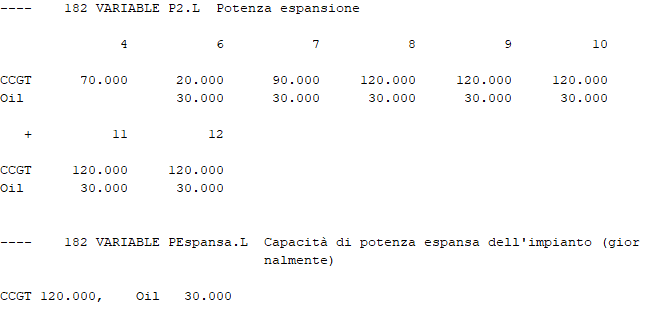 ----    182 VARIABLE P2.L  Potenza espansione
               4           6           7           8           9          10
CCGT      70.000      20.000      90.000     120.000     120.000     120.000
Oil                   30.000      30.000      30.000      30.000      30.000
   +          11          12
CCGT     120.000     120.000
Oil       30.000      30.000
----    182 VARIABLE PEspansa.L  Capacità di potenza espansa dell'impianto (gior
                                 nalmente)
CCGT 120.000,    Oil   30.000